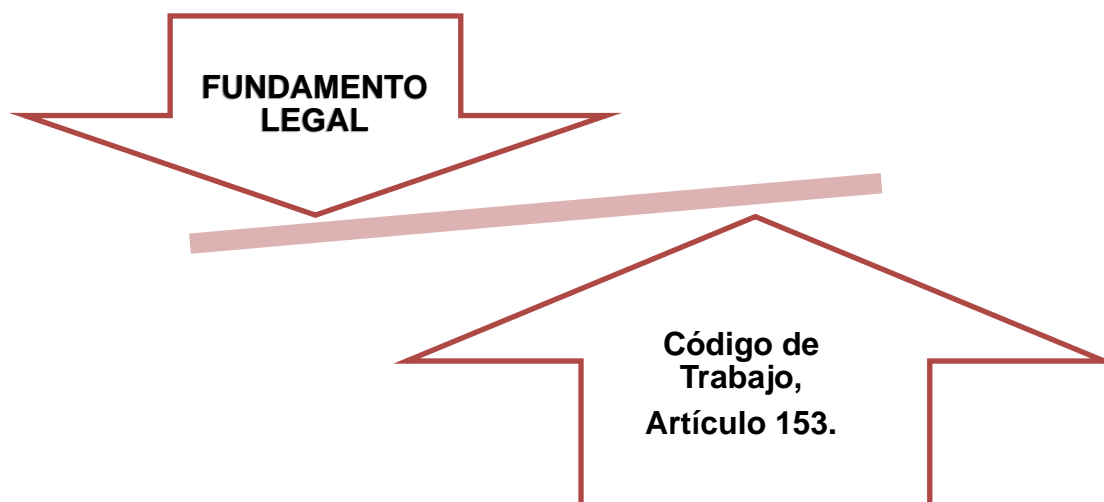 FUNDAMENTO
LEGAL
Código de
Trabajo,
Artículo 153.